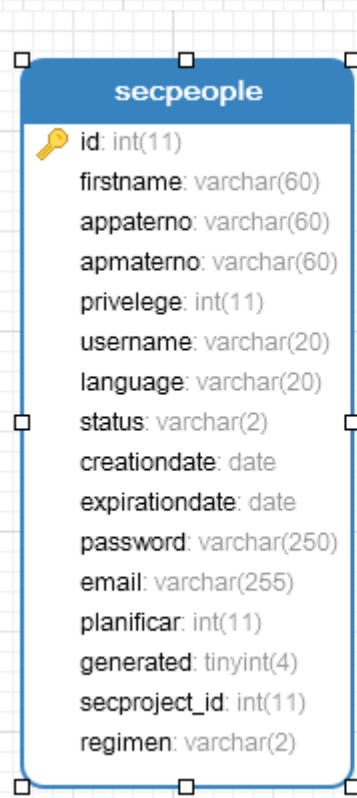 secpeople
id: int(11)
firstname: varchar(60)
appaterno: varchar(60)
apmaterno: varchar(60)
privelege: int(11)
username: varchar(20)
language: varchar(20)
status: varchar(2)
creationdate: date
expirationdate: date
password: varchar(250)
email: varchar(255)
planificar: int(11)
generated: tinyint(4)
secproject_id: int(11)
regimen: varchar(2)